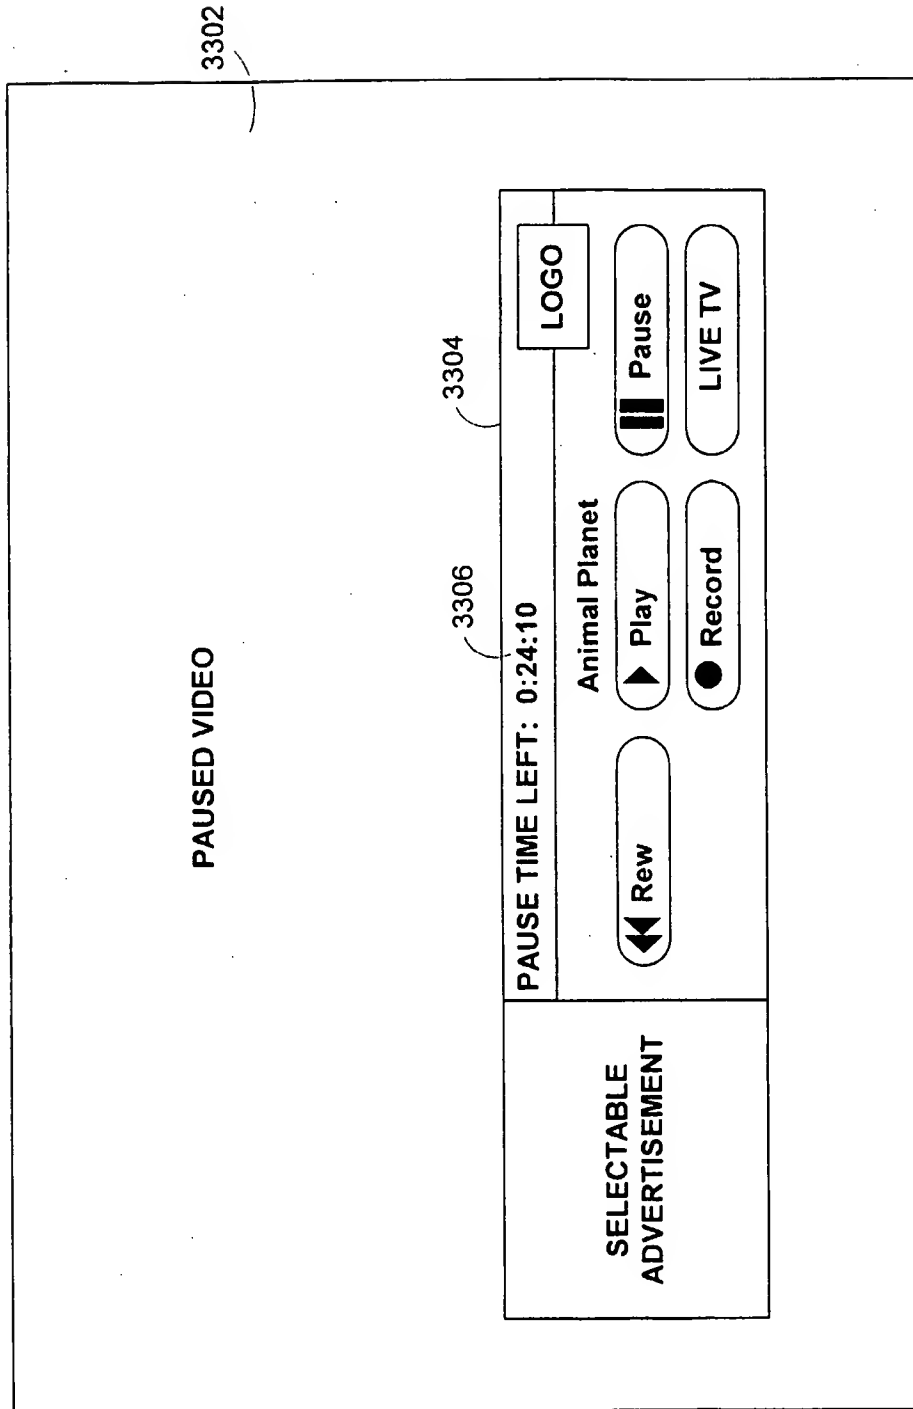 3302
PAUSED VIDEO
3304
3306
PAUSE TIME LEFT: 0:24:10
LOGO
SELECTABLE
ADVERTISEMENT
Animal Planet
Rew
Play
Pause
Record
LIVE TV